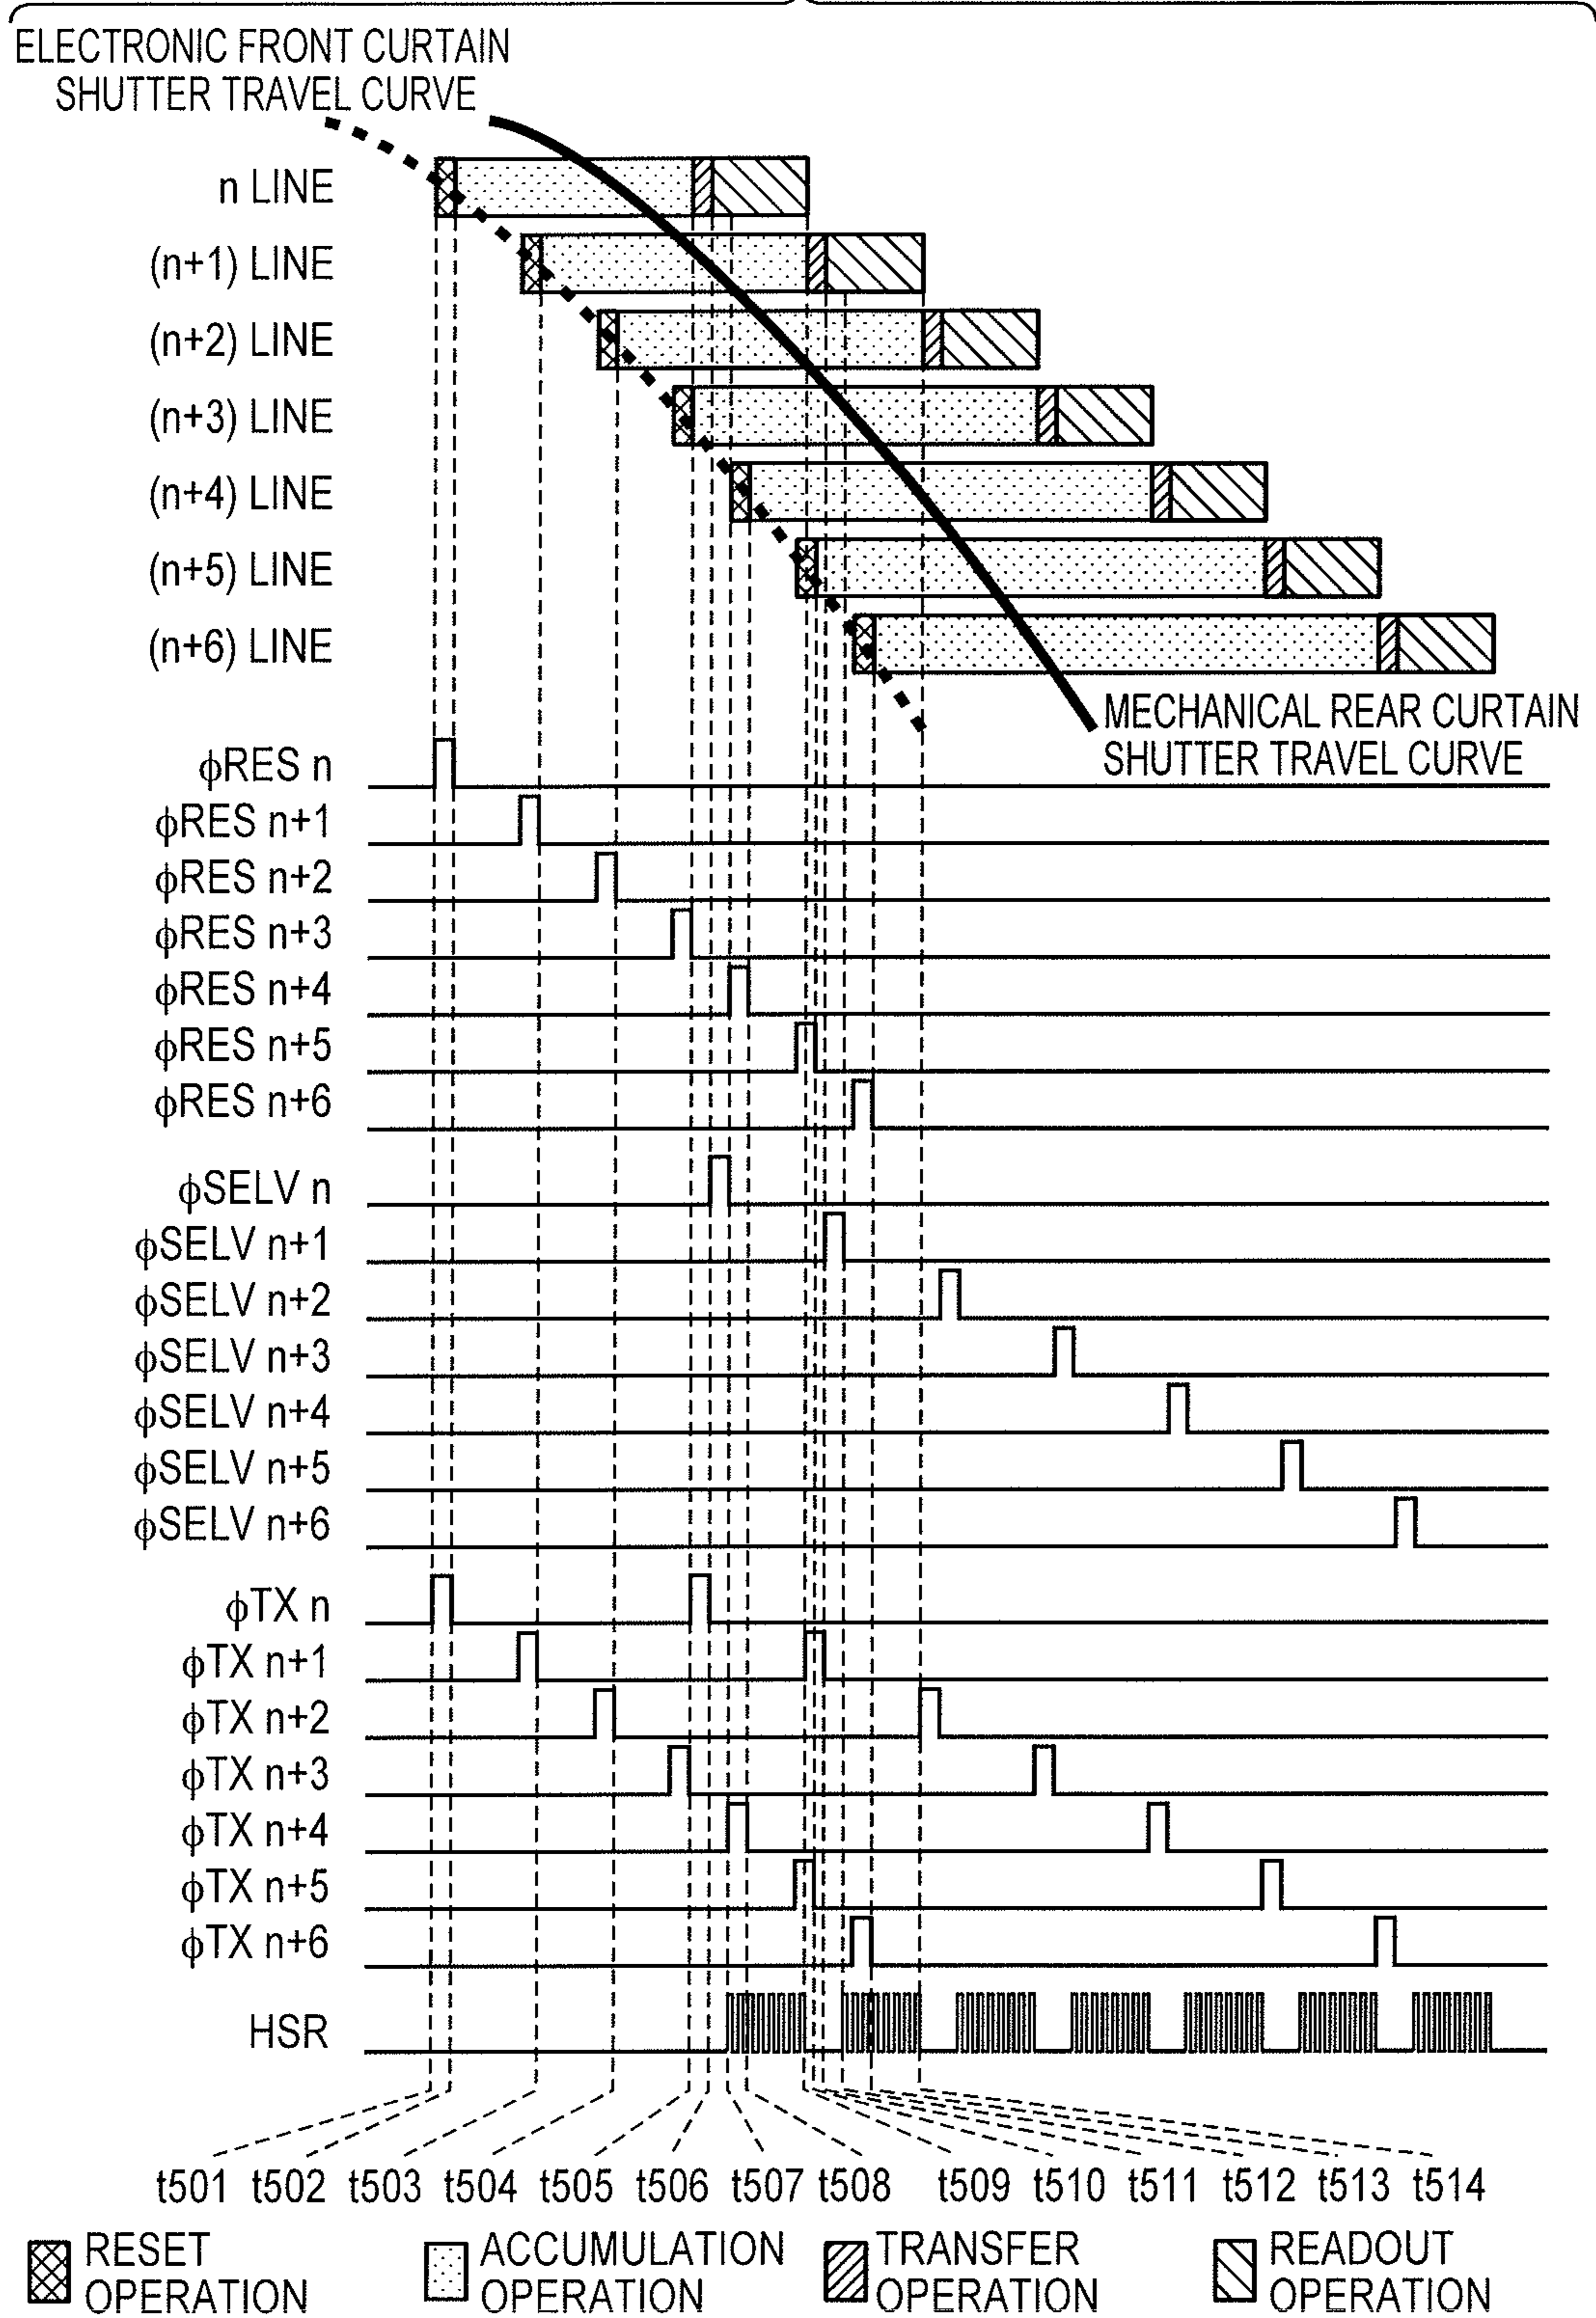 ELECTRONIC FRONT CURTAIN
SHUTTER TRAVEL CURVE
n LINE
(n+1) LINE
(n+2) LINE
(n+3) LINE
(n+4) LINE
(n+5) LINE
(n+6) LINE
MECHANICAL REAR CURTAIN
SHUTTER TRAVEL CURVE
ϕRES n
ϕRES n+1
ϕRES n+2
ϕRES n+3
ϕRES n+4
ϕRES n+5
ϕRES n+6
ϕSELV n
ϕSELV n+1
ϕSELV n+2
ϕSELV n+3
ϕSELV n+4
ϕSELV n+5
ϕSELV n+6
ϕTX n
ϕTX n+1
ϕTX n+2
ϕTX n+3
ϕTX n+4
ϕTX n+5
ϕTX n+6
HSR
t501 t502 t503 t504 t505 t506 t507 t508 t509 t510 t511 t512 t513 t514
RESET OPERATION
ACCUMULATION OPERATION
TRANSFER OPERATION
READOUT OPERATION